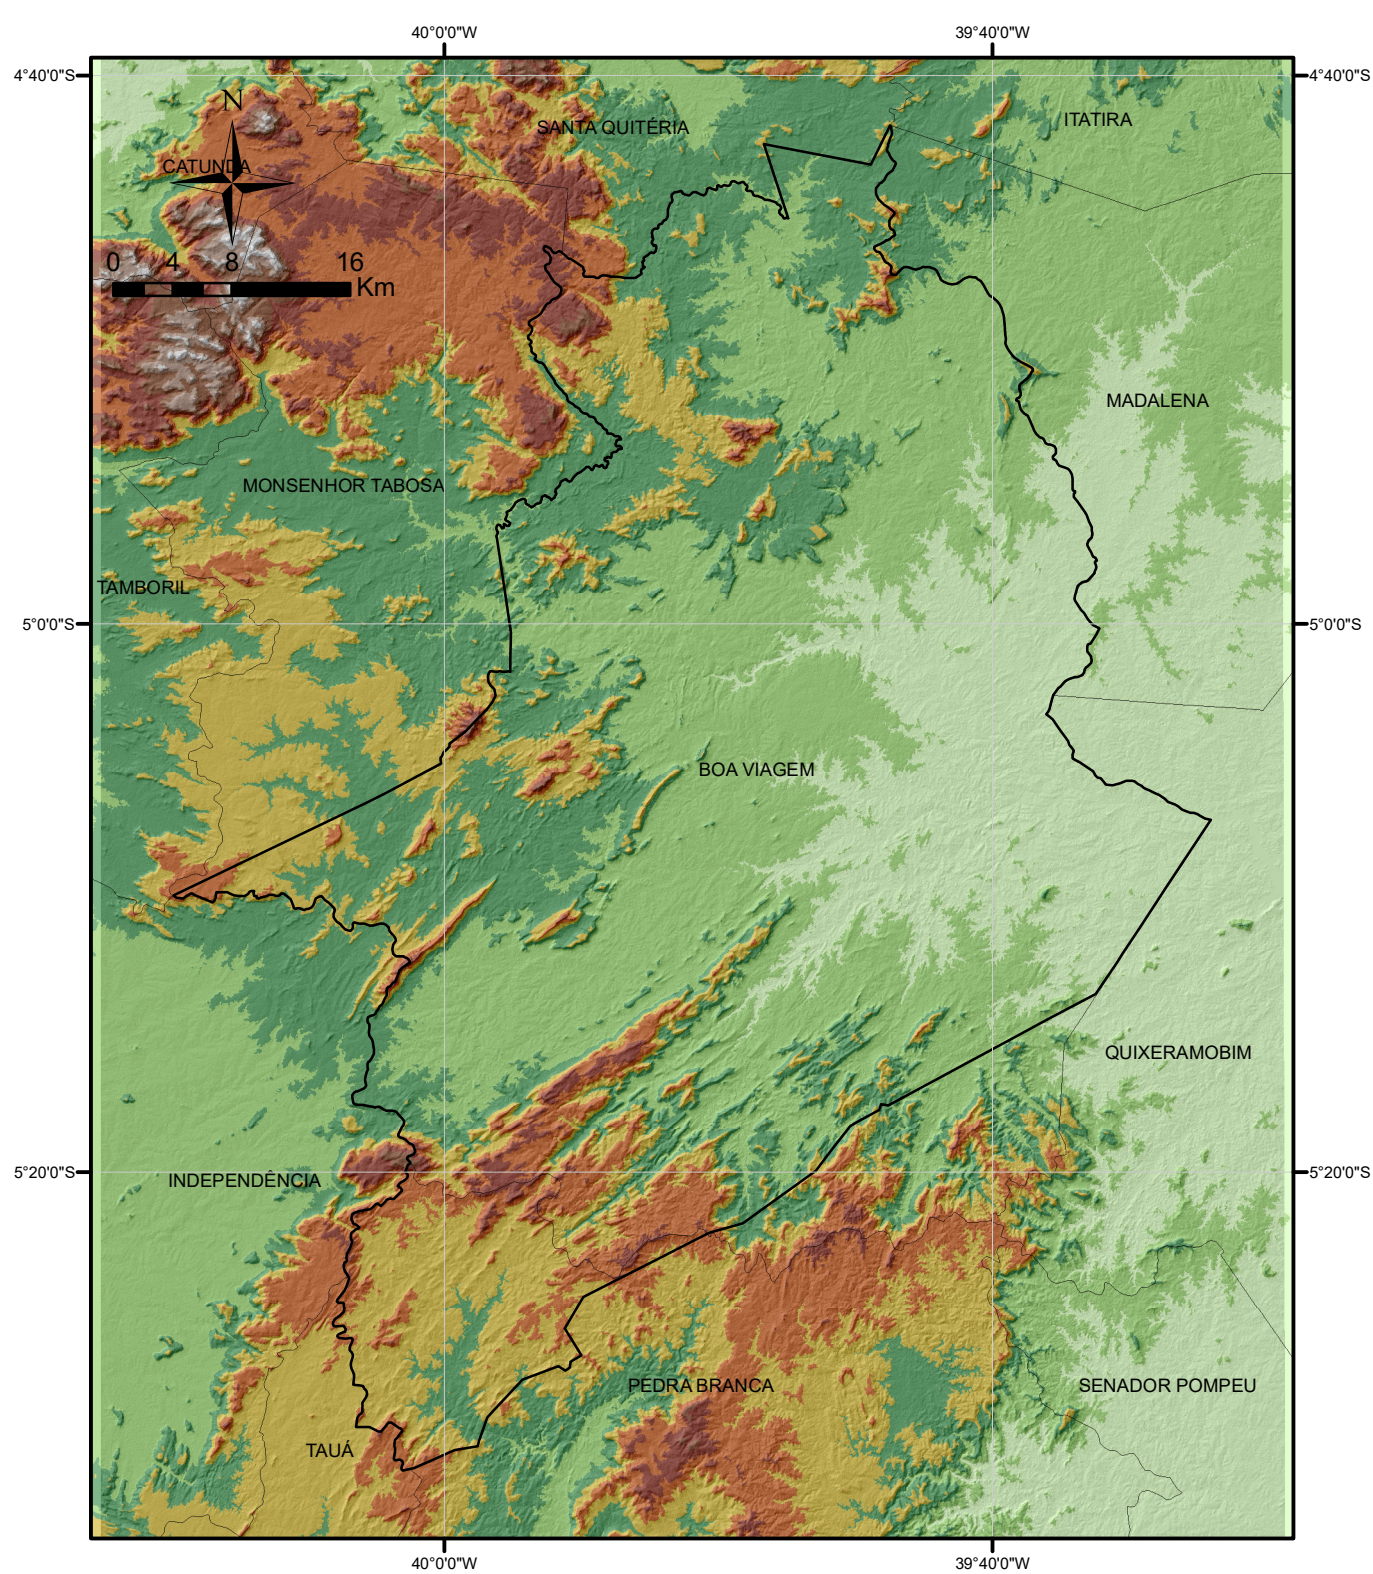 40°0'0"W
39°40'0"W
4°40'0"S
4°40'0"S
N
SANTA QUITÉRIA
ITATIRA
CATUNDA
0 4 8 16
Km
MADALENA
MONSENHOR TABOSA
TAMBORIL
5°0'0"S
5°0'0"S
BOA VIAGEM
QUIXERAMOBIM
5°20'0"S
5°20'0"S
INDEPENDÊNCIA
PEDRA BRANCA
SENADOR POMPEU
TAUÁ
40°0'0"W
39°40'0"W